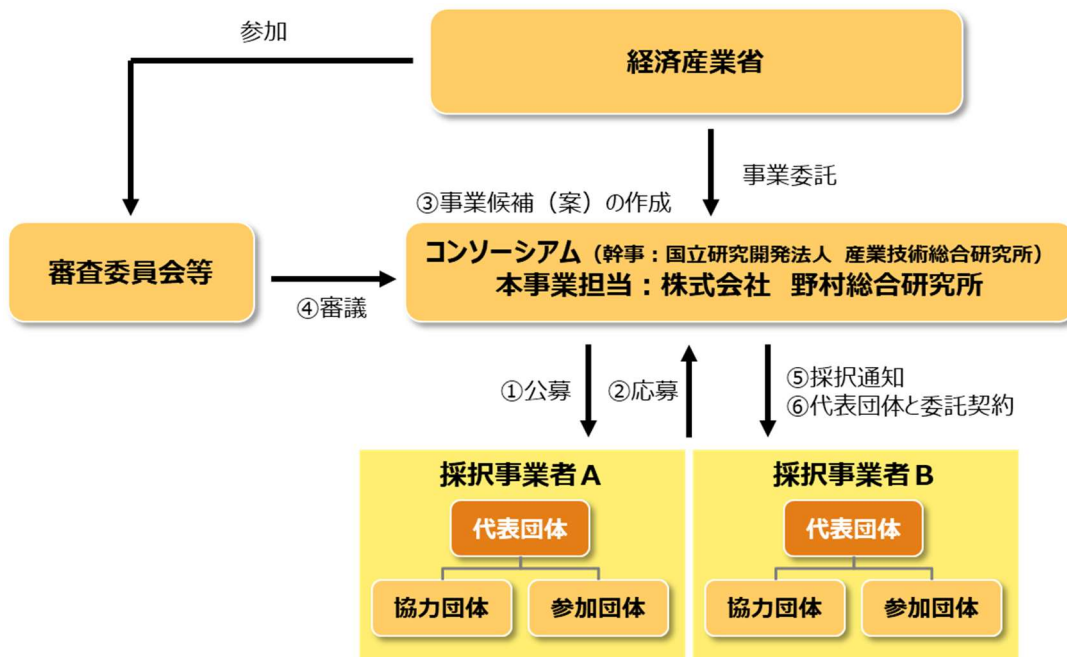 参加
経済産業省
事業委託
③事業候補（案）の作成
審査委員会等
④審議
コンソーシアム（幹事：国立研究開発法人 産業技術総合研究所）
本事業担当：株式会社 野村総合研究所
①公募
②応募
⑤採択通知
⑥代表団体と委託契約
採択事業者A
代表団体
協力団体
参加団体
採択事業者B
代表団体
協力団体
参加団体